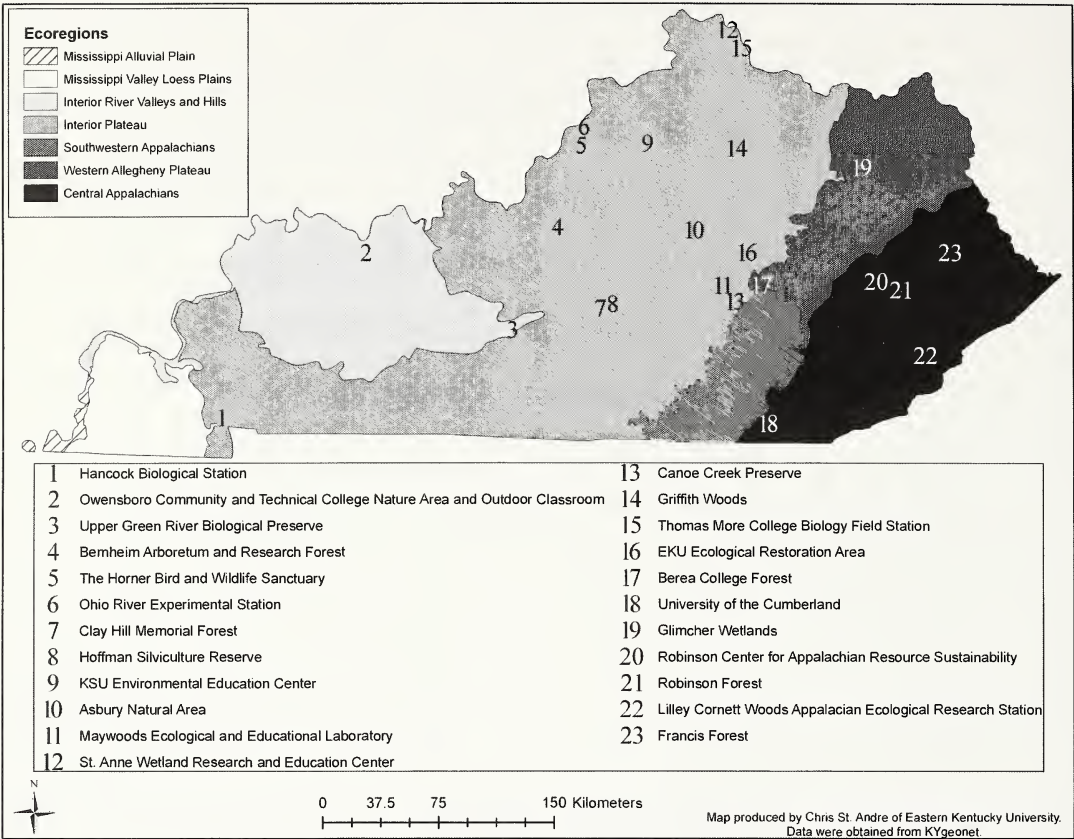 Ecoregions
Mississippi Alluvial Plain
Mississippi Valley Loess Plains
Interior River Valleys and Hills
Interior Plateau
Southwestern Appalachians
Western Allegheny Plateau
Central Appalachians
12
15
6
5
9
14
19
4
10
2
16
23
11
17
20
21
13
7
8
3
22
1
18
1 Hancock Biological Station
2 Owensboro Community and Technical College Nature Area and Outdoor Classroom
3 Upper Green River Biological Preserve
4 Bernheim Arboretum and Research Forest
5 The Horner Bird and Wildlife Sanctuary
6 Ohio River Experimental Station
7 Clay Hill Memorial Forest
8 Hoffman Silviculture Reserve
9 KSU Environmental Education Center
10 Asbury Natural Area
11 Maywoods Ecological and Educational Laboratory
12 St. Anne Wetland Research and Education Center
13 Canoe Creek Preserve
14 Griffith Woods
15 Thomas More College Biology Field Station
16 EKU Ecological Restoration Area
17 Berea College Forest
18 University of the Cumberland
19 Glimcher Wetlands
20 Robinson Center for Appalachian Resource Sustainability
21 Robinson Forest
22 Lilley Cornett Woods Appalacian Ecological Research Station
23 Francis Forest
N
0 37.5 75 150 Kilometers
Map produced by Chris St. Andre of Eastern Kentucky University.
Data were obtained from KYgeonet.